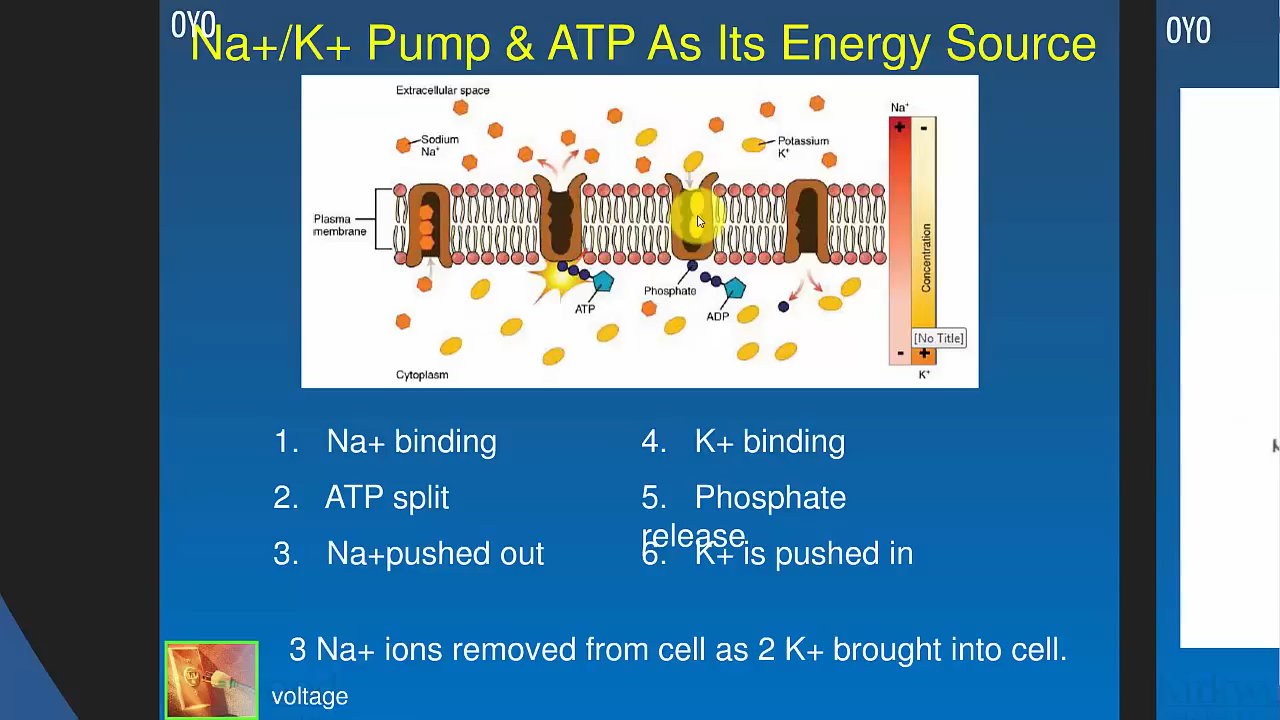 OYO
OYO
Na+/K+ Pump & ATP As Its Energy Source
Extracellular space
Sodium
Na⁺
Potassium
K⁺
Na⁺
+ -
Plasma
membrane
Concentration
ATP
Phosphate
ADP
[No Title]
- +
Cytoplasm
K⁺
1. Na+ binding
2. ATP split
3. Na+pushed out
4. K+ binding
5. Phosphate
release
6. K+ is pushed in
3 Na+ ions removed from cell as 2 K+ brought into cell.
voltage